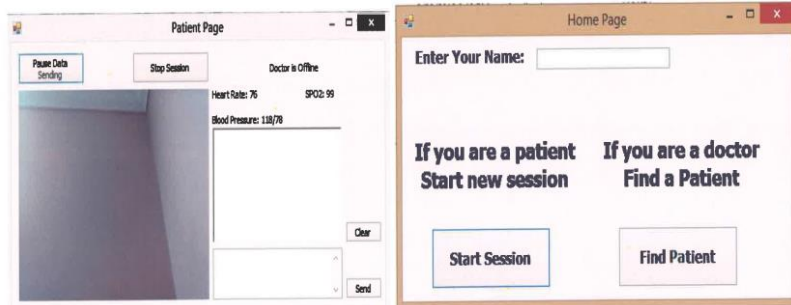 Patient Page
Pause Data
Sending
Stop Session
Doctor is Offline
Heart Rate: 76
SPO2: 99
Blood Pressure: 118/78
Clear
Send
Home Page
Enter Your Name:
If you are a patient
Start new session
If you are a doctor
Find a Patient
Start Session
Find Patient